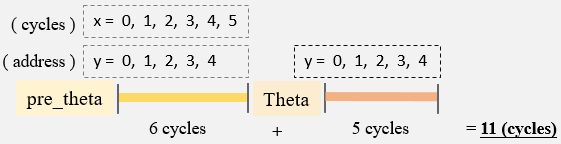 ( cycles ) x = 0, 1, 2, 3, 4, 5
( address ) y = 0, 1, 2, 3, 4 y = 0, 1, 2, 3, 4
pre_theta Theta
6 cycles + 5 cycles = 11 (cycles)